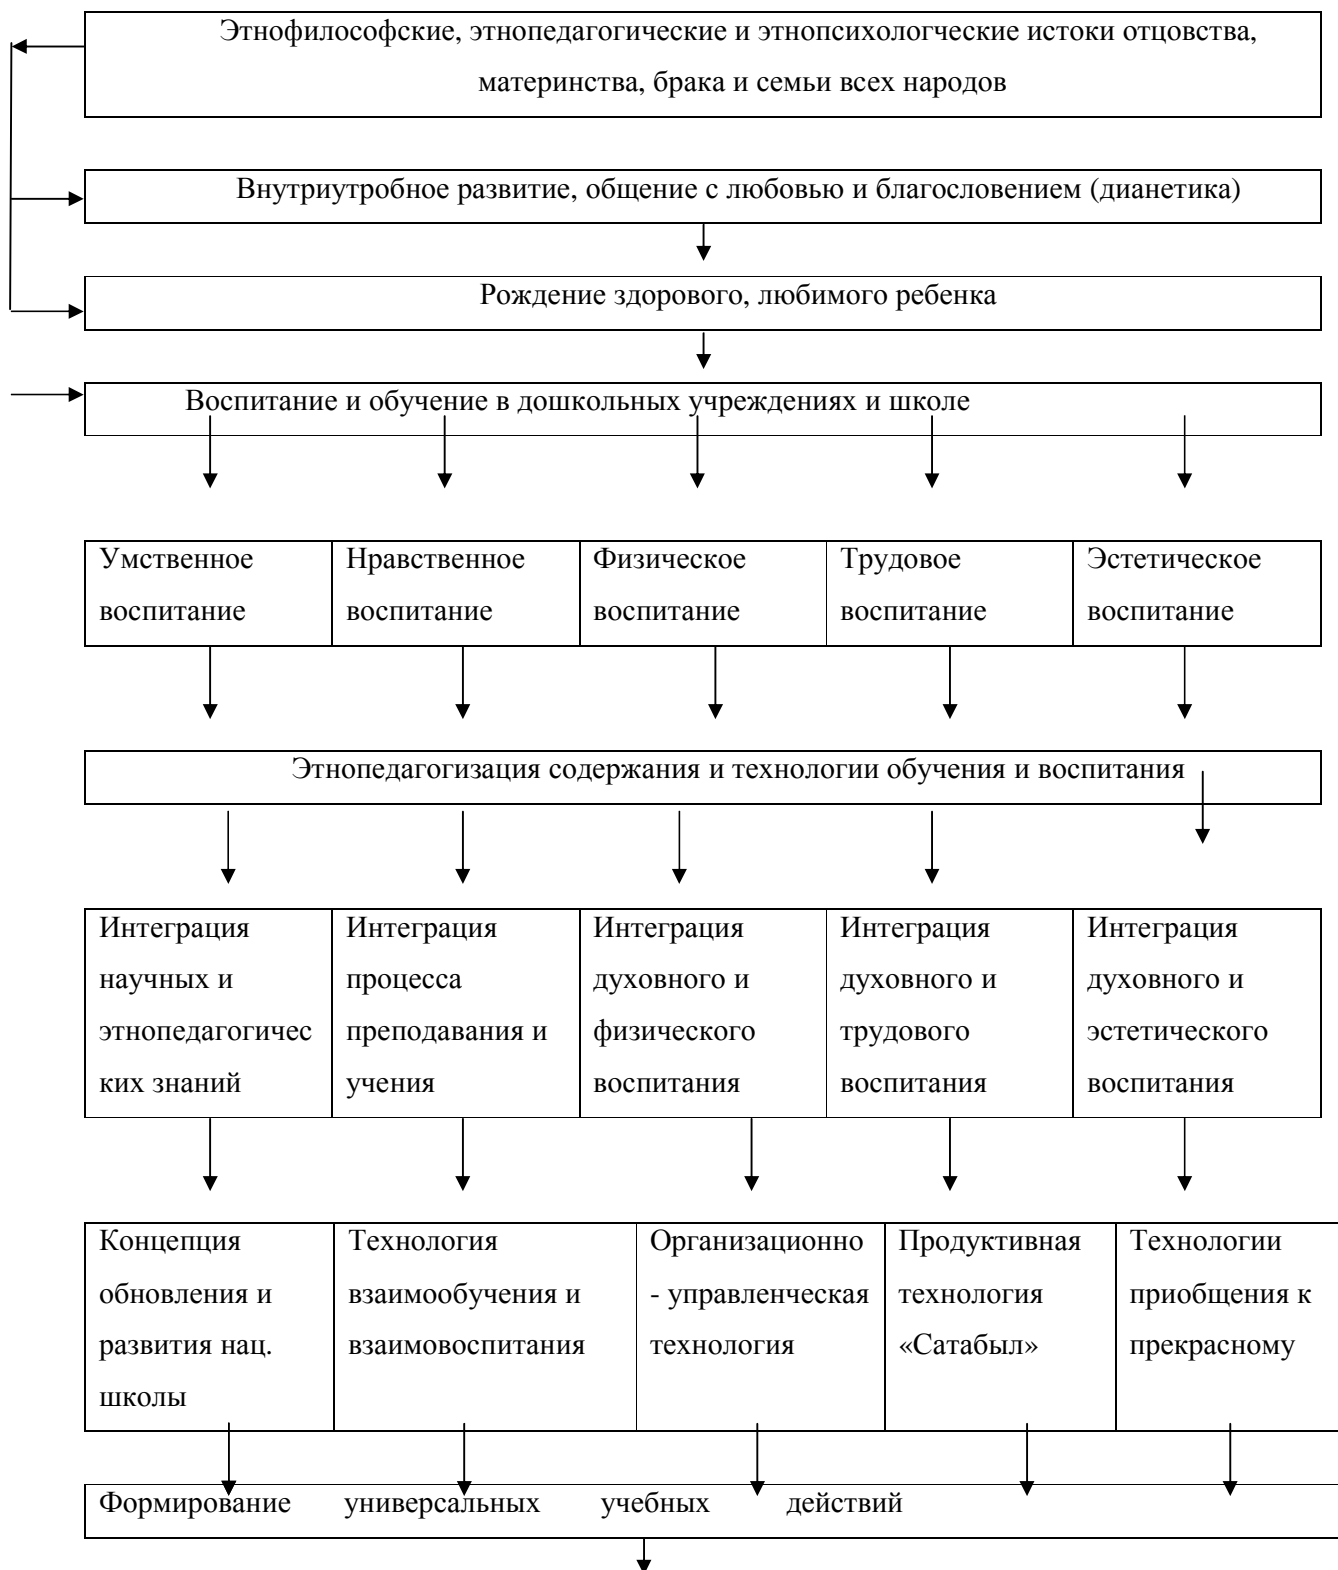 Этнофилософские, этнопедагогические и этнопсихологческие истоки отцовства,
материнства, брака и семьи всех народов
Внутриутробное развитие, общение с любовью и благословением (дианетика)
Рождение здорового, любимого ребенка
Воспитание и обучение в дошкольных учреждениях и школе
Умственное
воспитание
Нравственное
воспитание
Физическое
воспитание
Трудовое
воспитание
Эстетическое
воспитание
Этнопедагогизация содержания и технологии обучения и воспитания
Интеграция
научных и
этнопедагогичес
ких знаний
Интеграция
процесса
преподавания и
учения
Интеграция
духовного и
физического
воспитания
Интеграция
духовного и
трудового
воспитания
Интеграция
духовного и
эстетического
воспитания
Концепция
обновления и
развития нац.
школы
Технология
взаимообучения и
взаимовоспитания
Организационно
- управленческая
технология
Продуктивная
технология
«Сатабыл»
Технологии
приобщения к
прекрасному
Формирование универсальных учебных действий